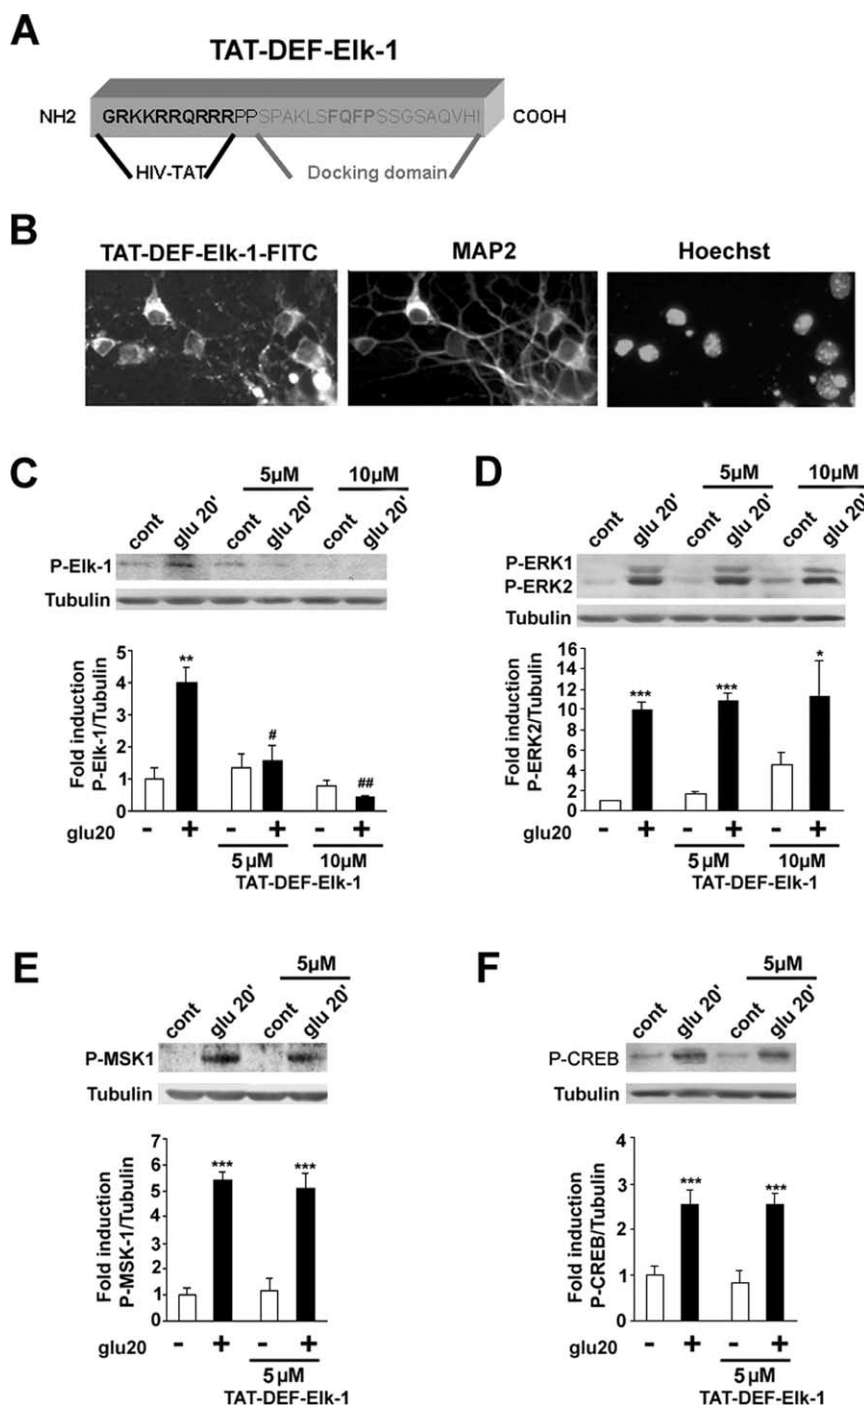 A
TAT-DEF-Elk-1
NH2 GRKKRRQRRRPPSPAKLSFQFPSSGSAQVHI COOH
HIV-TAT Docking domain
B
TAT-DEF-Elk-1-FITC MAP2 Hoechst
C
5µM 10µM
cont glu 20' cont glu 20' cont glu 20'
P-Elk-1
Tubulin
Fold induction
P-Elk-1/Tubulin
5
4
3
2
1
0
** # ##
glu20 - + - + - +
5 µM 10µM
TAT-DEF-Elk-1
D
5µM 10µM
cont glu 20' cont glu 20' cont glu 20'
P-ERK1
P-ERK2
Tubulin
Fold induction
P-ERK2/Tubulin
16
14
12
10
8
6
4
2
0
*** *** *
glu20 - + - + - +
5 µM 10µM
TAT-DEF-Elk-1
E
5µM
cont glu 20' cont glu 20'
P-MSK1
Tubulin
Fold induction
P-MSK-1/Tubulin
7
6
5
4
3
2
1
0
*** ***
glu20 - + - +
5 µM
TAT-DEF-Elk-1
F
5µM
cont glu 20' cont glu 20'
P-CREB
Tubulin
Fold induction
P-CREB/Tubulin
4
3
2
1
0
*** ***
glu20 - + - +
5 µM
TAT-DEF-Elk-1